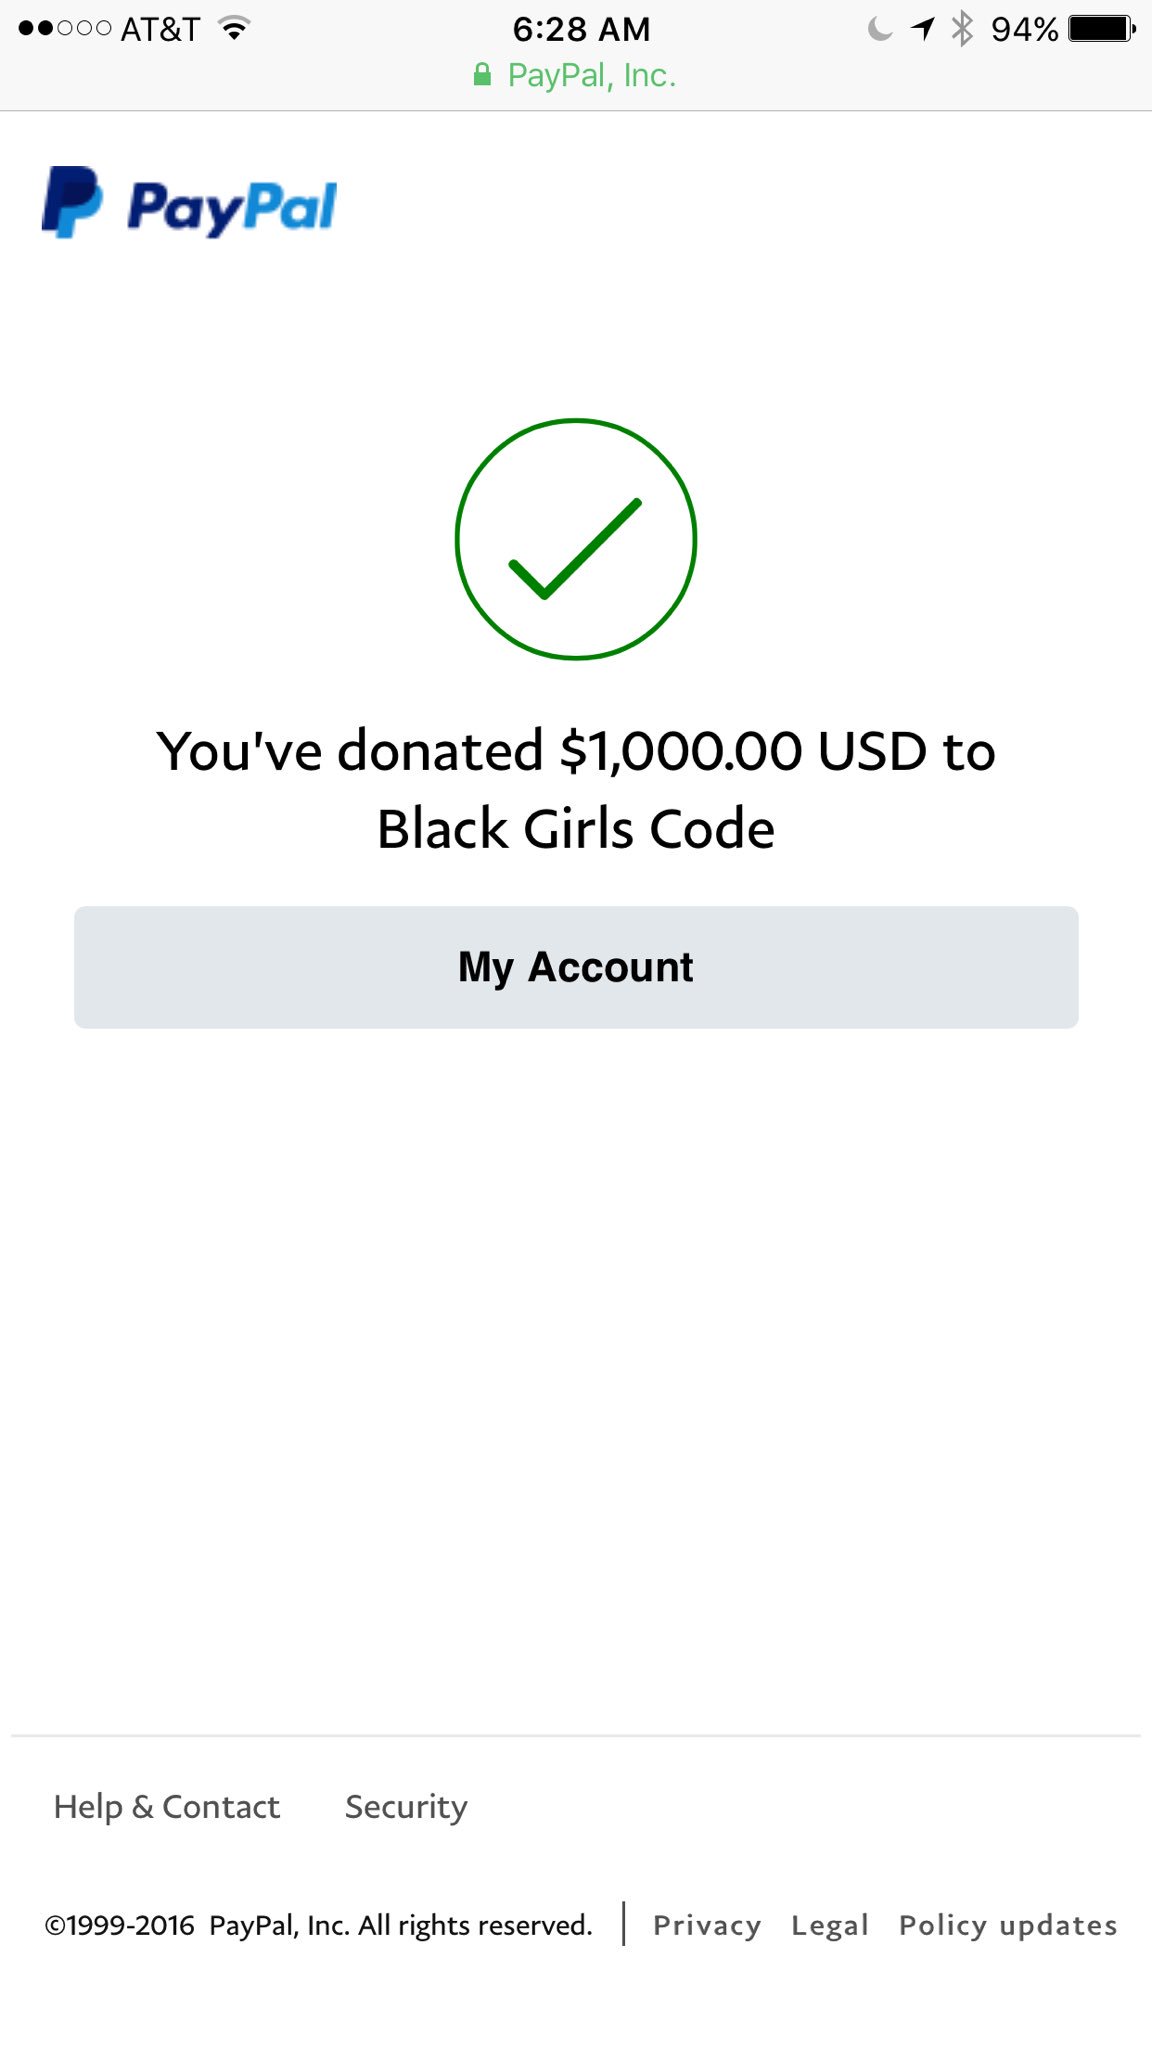 AT&T 6:28 AM 94%
PayPal, Inc.
PayPal
You've donated $1,000.00 USD to
Black Girls Code
My Account
Help & Contact Security
©1999-2016 PayPal, Inc. All rights reserved. | Privacy Legal Policy updates